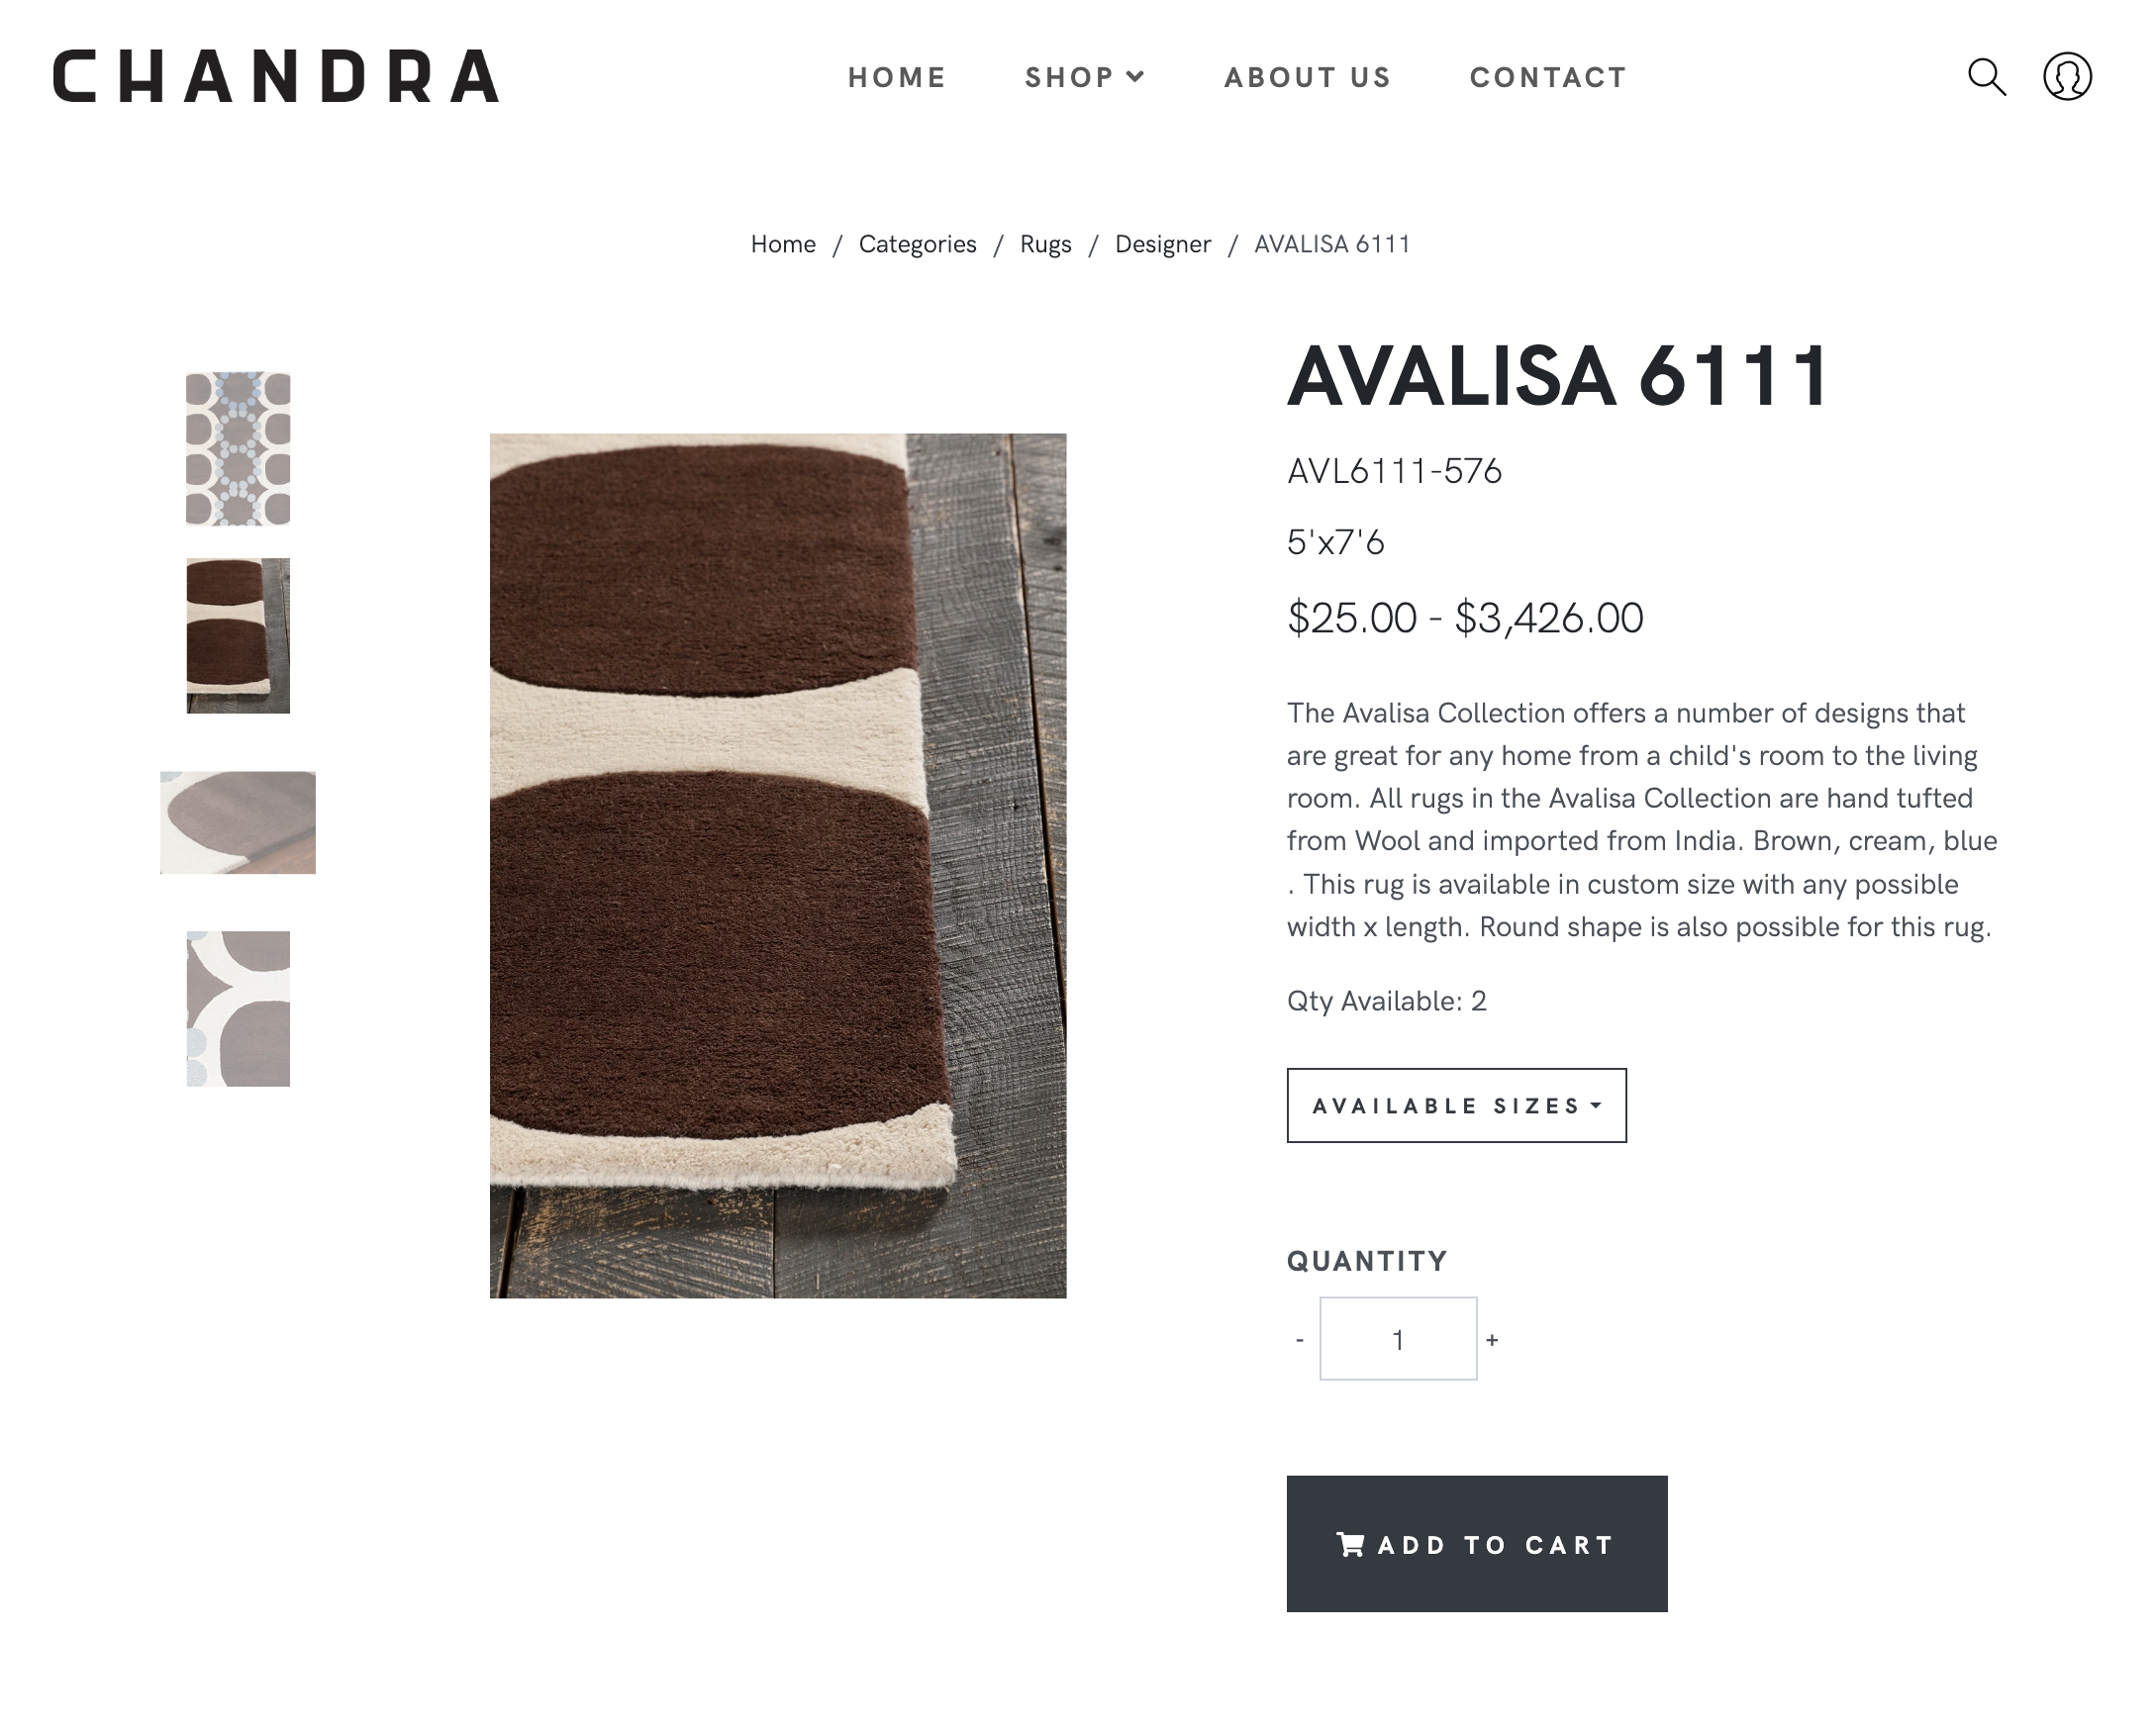 CHANDRA
HOME SHOP ABOUT US CONTACT
Home / Categories / Rugs / Designer / AVALISA 6111
AVALISA 6111
AVL6111-576
5'x7'6
$25.00 - $3,426.00
The Avalisa Collection offers a number of designs that
are great for any home from a child's room to the living
room. All rugs in the Avalisa Collection are hand tufted
from Wool and imported from India. Brown, cream, blue
. This rug is available in custom size with any possible
width x length. Round shape is also possible for this rug.
Qty Available: 2
AVAILABLE SIZES
QUANTITY
- 1 +
ADD TO CART